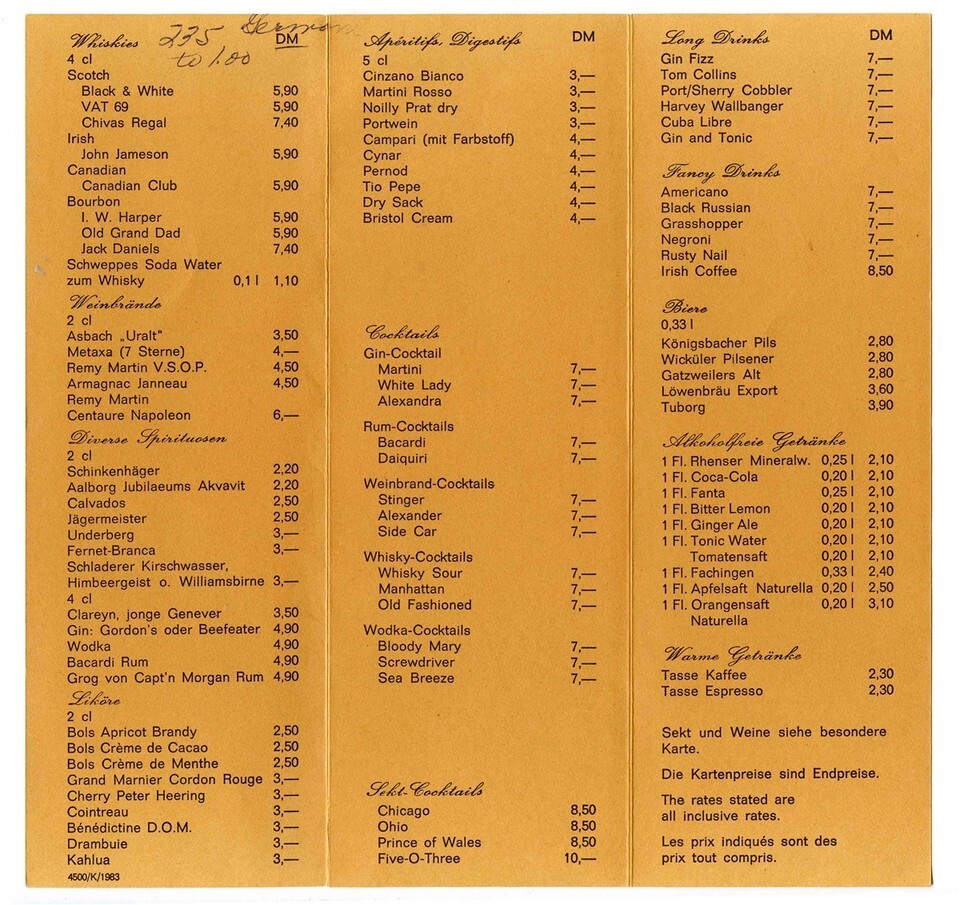 Whiskies DM
235 German
to 1.00
4 cl
Scotch
Black & White 5,90
VAT 69 5,90
Chivas Regal 7,40
Irish
John Jameson 5,90
Canadian
Canadian Club 5,90
Bourbon
I. W. Harper 5,90
Old Grand Dad 5,90
Jack Daniels 7,40
Schweppes Soda Water
zum Whisky 0,1 l 1,10
Weinbrände
2 cl
Asbach „Uralt“ 3,50
Metaxa (7 Sterne) 4,—
Remy Martin V.S.O.P. 4,50
Armagnac Janneau 4,50
Remy Martin
Centaure Napoleon 6,—
Diverse Spirituosen
2 cl
Schinkenhäger 2,20
Aalborg Jubilaeums Akvavit 2,20
Calvados 2,50
Jägermeister 2,50
Underberg 3,—
Fernet-Branca 3,—
Schladerer Kirschwasser,
Himbeergeist o. Williamsbirne 3,—
4 cl
Clareyn, jonge Genever 3,50
Gin: Gordon's oder Beefeater 4,90
Wodka 4,90
Bacardi Rum 4,90
Grog von Capt'n Morgan Rum 4,90
Liköre
2 cl
Bols Apricot Brandy 2,50
Bols Crème de Cacao 2,50
Bols Crème de Menthe 2,50
Grand Marnier Cordon Rouge 3,—
Cherry Peter Heering 3,—
Cointreau 3,—
Bénédictine D.O.M. 3,—
Drambuie 3,—
Kahlua 3,—
4500/K/1983
Apéritifs, Digestifs DM
5 cl
Cinzano Bianco 3,—
Martini Rosso 3,—
Noilly Prat dry 3,—
Portwein 3,—
Campari (mit Farbstoff) 4,—
Cynar 4,—
Pernod 4,—
Tio Pepe 4,—
Dry Sack 4,—
Bristol Cream 4,—
Cocktails
Gin-Cocktail
Martini 7,—
White Lady 7,—
Alexandra 7,—
Rum-Cocktails
Bacardi 7,—
Daiquiri 7,—
Weinbrand-Cocktails
Stinger 7,—
Alexander 7,—
Side Car 7,—
Whisky-Cocktails
Whisky Sour 7,—
Manhattan 7,—
Old Fashioned 7,—
Wodka-Cocktails
Bloody Mary 7,—
Screwdriver 7,—
Sea Breeze 7,—
Sekt-Cocktails
Chicago 8,50
Ohio 8,50
Prince of Wales 8,50
Five-O-Three 10,—
Long Drinks DM
Gin Fizz 7,—
Tom Collins 7,—
Port/Sherry Cobbler 7,—
Harvey Wallbanger 7,—
Cuba Libre 7,—
Gin and Tonic 7,—
Fancy Drinks
Americano 7,—
Black Russian 7,—
Grasshopper 7,—
Negroni 7,—
Rusty Nail 7,—
Irish Coffee 8,50
Biere
0,33 l
Königsbacher Pils 2,80
Wicküler Pilsener 2,80
Gatzweilers Alt 2,80
Löwenbräu Export 3,60
Tuborg 3,90
Alkoholfreie Getränke
1 Fl. Rhenser Mineralw. 0,25 l 2,10
1 Fl. Coca-Cola 0,20 l 2,10
1 Fl. Fanta 0,25 l 2,10
1 Fl. Bitter Lemon 0,20 l 2,10
1 Fl. Ginger Ale 0,20 l 2,10
1 Fl. Tonic Water 0,20 l 2,10
Tomatensaft 0,20 l 2,10
1 Fl. Fachingen 0,33 l 2,40
1 Fl. Apfelsaft Naturella 0,20 l 2,50
1 Fl. Orangensaft 0,20 l 3,10
Naturella
Warme Getränke
Tasse Kaffee 2,30
Tasse Espresso 2,30
Sekt und Weine siehe besondere
Karte.
Die Kartenpreise sind Endpreise.
The rates stated are
all inclusive rates.
Les prix indiqués sont des
prix tout compris.